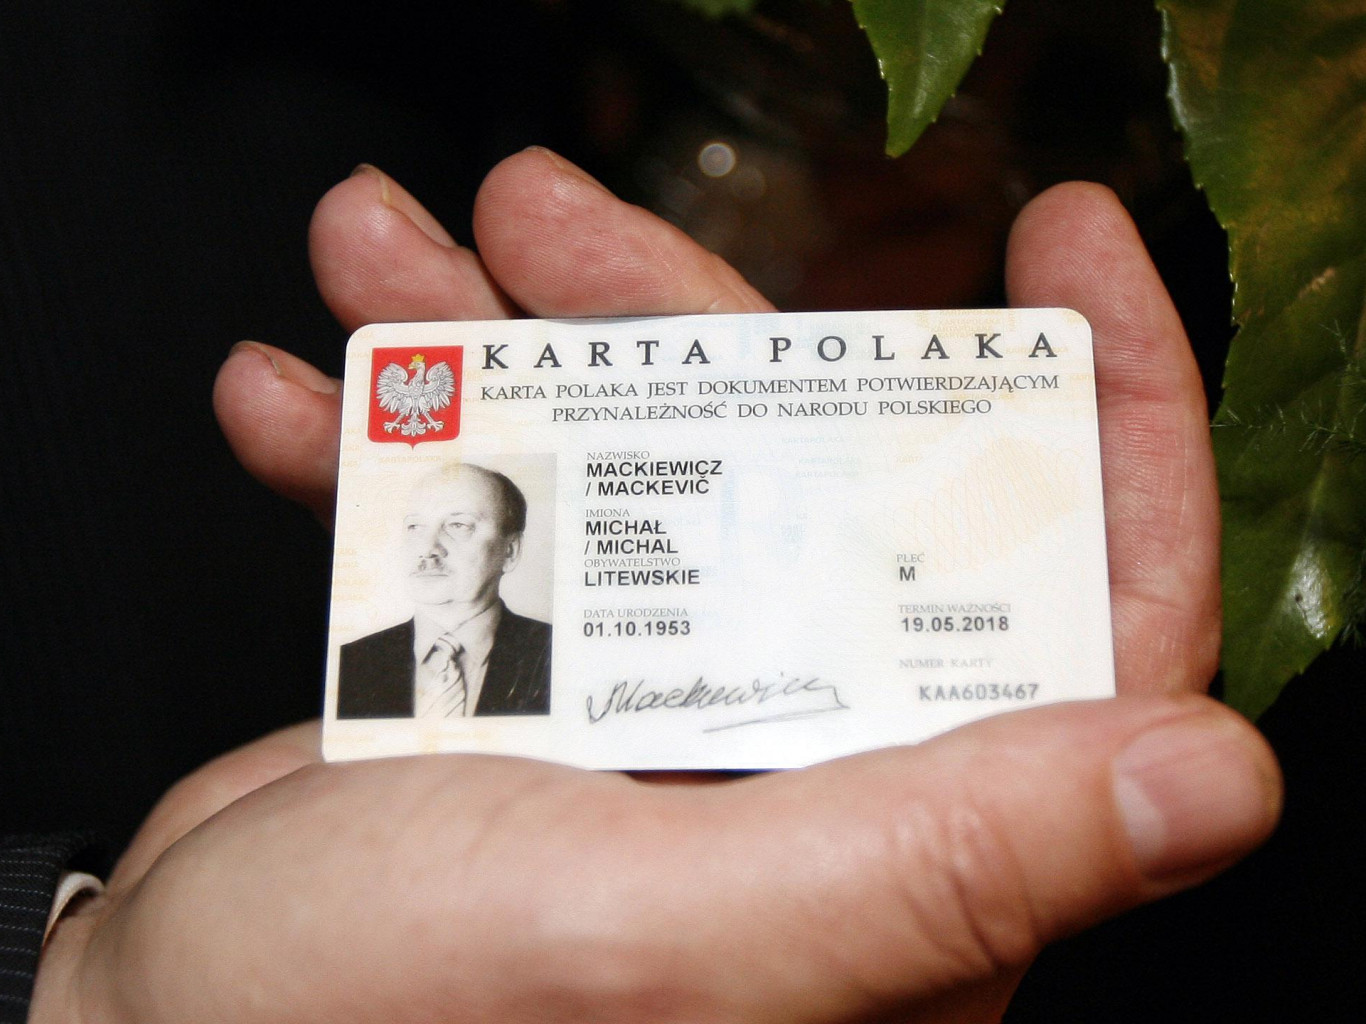 KARTA POLAKA
KARTA POLAKA JEST DOKUMENTEM POTWIERDZAJĄCYM
PRZYNALEŻNOŚĆ DO NARODU POLSKIEGO
NAZWISKO
MACKIEWICZ
/ MACKEVIČ
IMIONA
MICHAŁ
/ MICHAL
OBYWATELSTWO
LITEWSKIE
PŁEĆ
M
DATA URODZENIA
01.10.1953
TERMIN WAŻNOŚCI
19.05.2018
NUMER KARTY
KAA603467
Mackiewicz